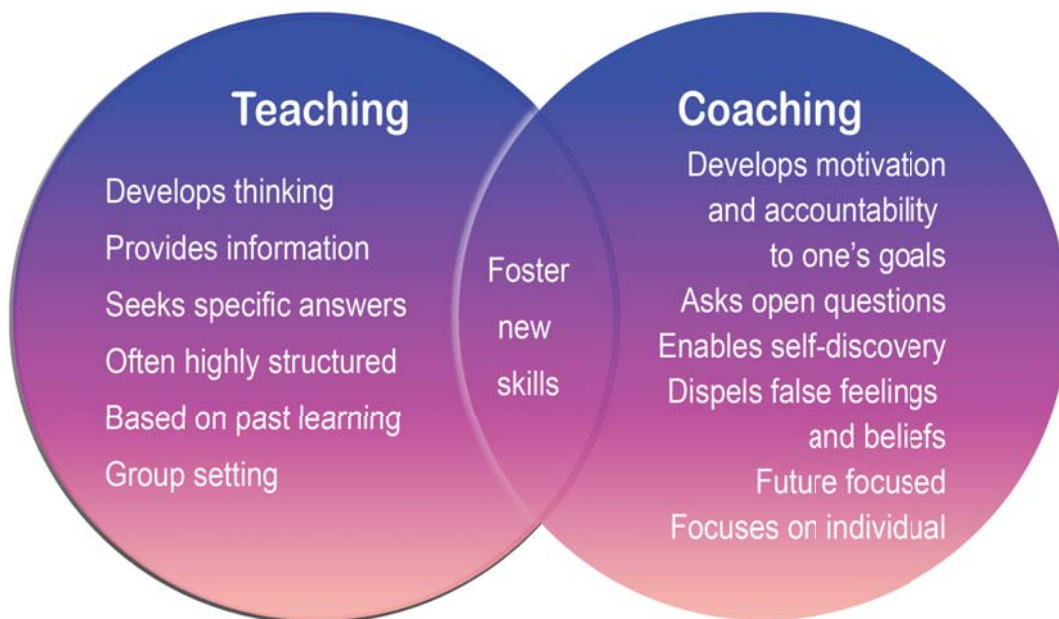 Teaching
Develops thinking
Provides information
Seeks specific answers
Often highly structured
Based on past learning
Group setting
Foster
new
skills
Coaching
Develops motivation
and accountability
to one's goals
Asks open questions
Enables self-discovery
Dispels false feelings
and beliefs
Future focused
Focuses on individual